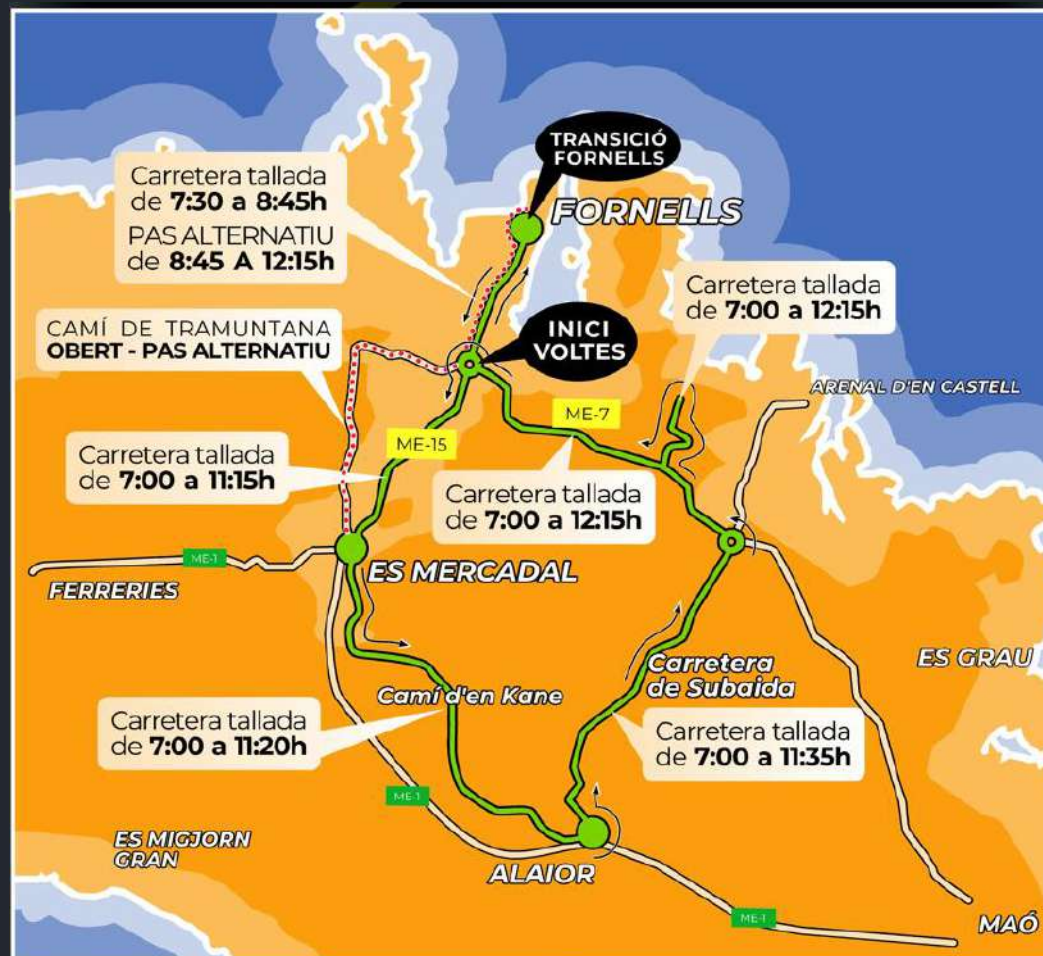 TRANSICIÓ
FORNELLS
FORNELLS
Carretera tallada
de 7:30 a 8:45h
PAS ALTERNATIU
de 8:45 A 12:15h
Carretera tallada
de 7:00 a 12:15h
CAMÍ DE TRAMUNTANA
OBERT - PAS ALTERNATIU
INICI
VOLTES
ARENAL D'EN CASTELL
ME-7
ME-15
Carretera tallada
de 7:00 a 11:15h
Carretera tallada
de 7:00 a 12:15h
ME-1
FERRERIES
ES MERCADAL
ES GRAU
Carretera
de Subaida
Camí d'en Kane
Carretera tallada
de 7:00 a 11:20h
Carretera tallada
de 7:00 a 11:35h
ME-1
ES MIGJORN
GRAN
ALAIOR
ME-1
MAÓ